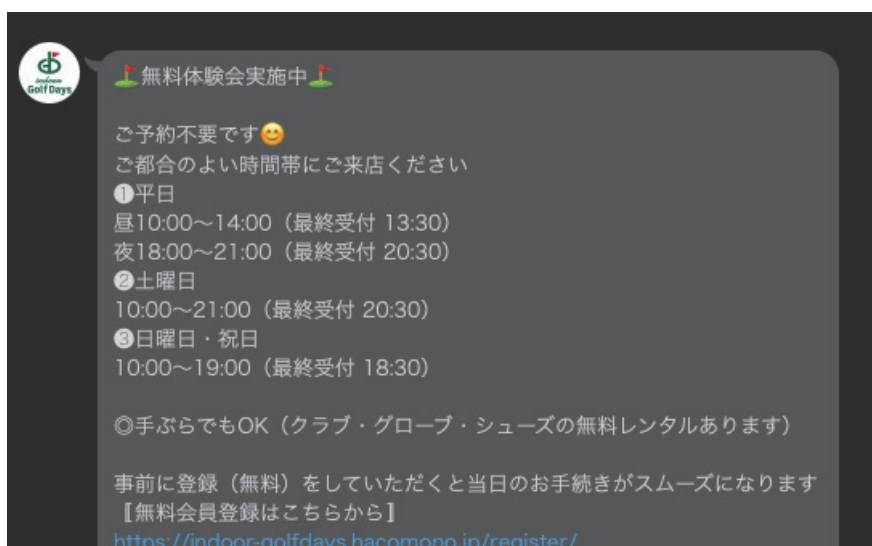 indoor
Golf Days
⛳無料体験会実施中⛳
ご予約不要です😊
ご都合のよい時間帯にご来店ください
❶平日
昼10:00〜14:00（最終受付 13:30）
夜18:00〜21:00（最終受付 20:30）
❷土曜日
10:00〜21:00（最終受付 20:30）
❸日曜日・祝日
10:00〜19:00（最終受付 18:30）
◎手ぶらでもOK（クラブ・グローブ・シューズの無料レンタルあります）
事前に登録（無料）をしていただくと当日のお手続きがスムーズになります
〚無料会員登録はこちらから〛
https://indoor-golfdays.hacomono.jp/register/